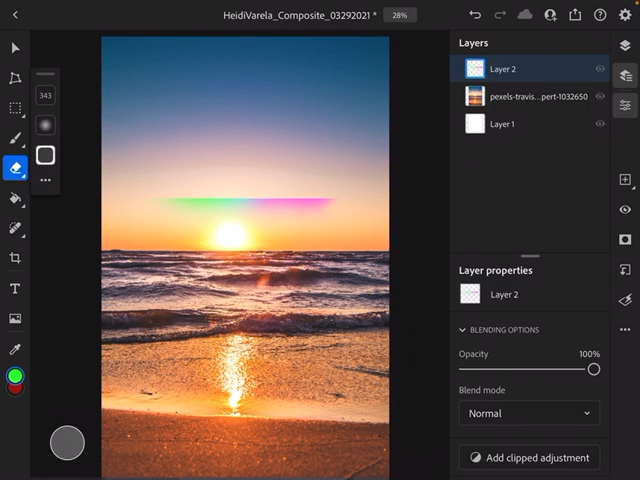 HeidiVarela_Composite_03292021 * 28%
Layers
Layer 2
pexels-travis...pert-1032650
Layer 1
343
Layer properties
Layer 2
BLENDING OPTIONS
Opacity 100%
Blend mode
Normal
Add clipped adjustment